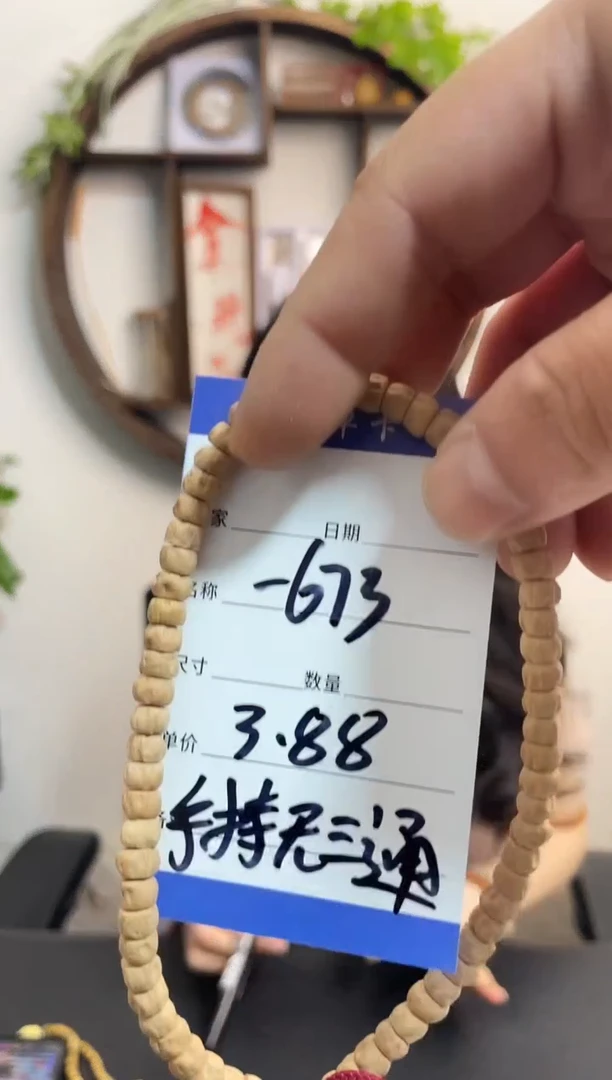 家 日期
名称 -673
尺寸 数量
单价 3.88
手持无三通